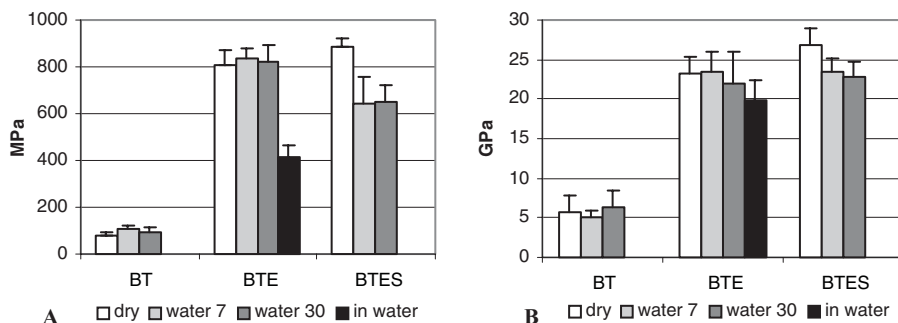 1000
800
600
400
200
0
MPa
BT BTE BTES
dry water 7 water 30 in water
A
30
25
20
15
10
5
0
GPa
BT BTE BTES
dry water 7 water 30 in water
B